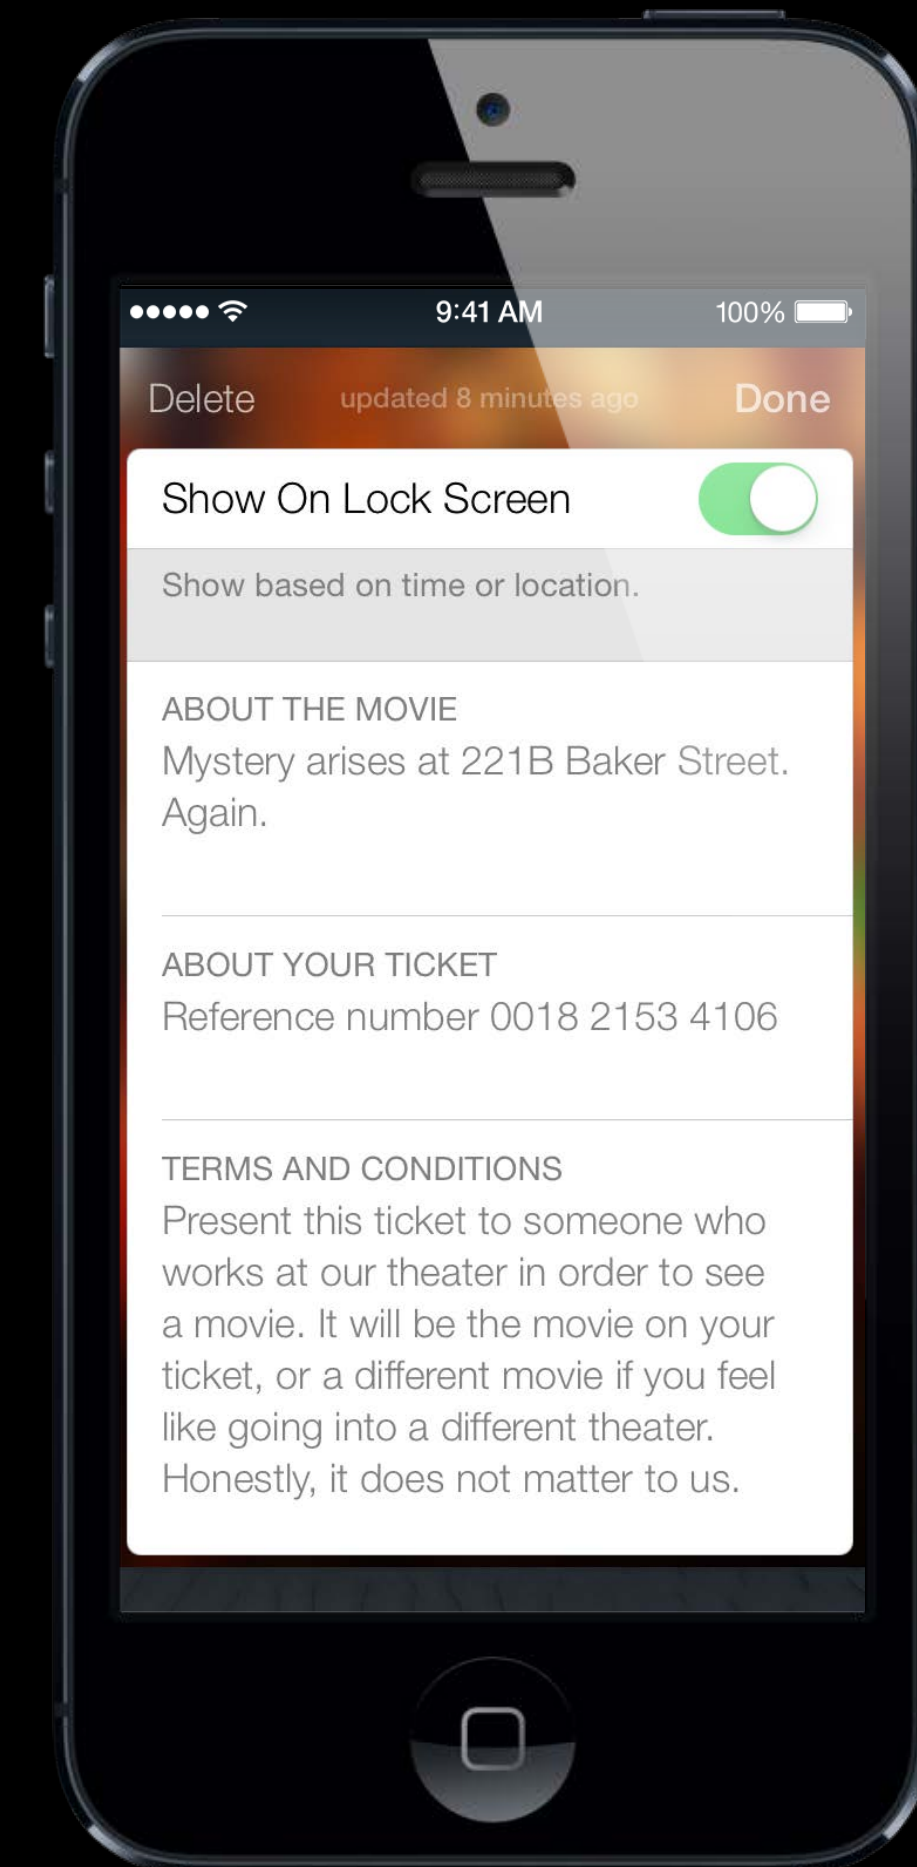 9:41 AM 100%
Delete updated 8 minutes ago Done
Show On Lock Screen
Show based on time or location.
ABOUT THE MOVIE
Mystery arises at 221B Baker Street.
Again.
ABOUT YOUR TICKET
Reference number 0018 2153 4106
TERMS AND CONDITIONS
Present this ticket to someone who
works at our theater in order to see
a movie. It will be the movie on your
ticket, or a different movie if you feel
like going into a different theater.
Honestly, it does not matter to us.